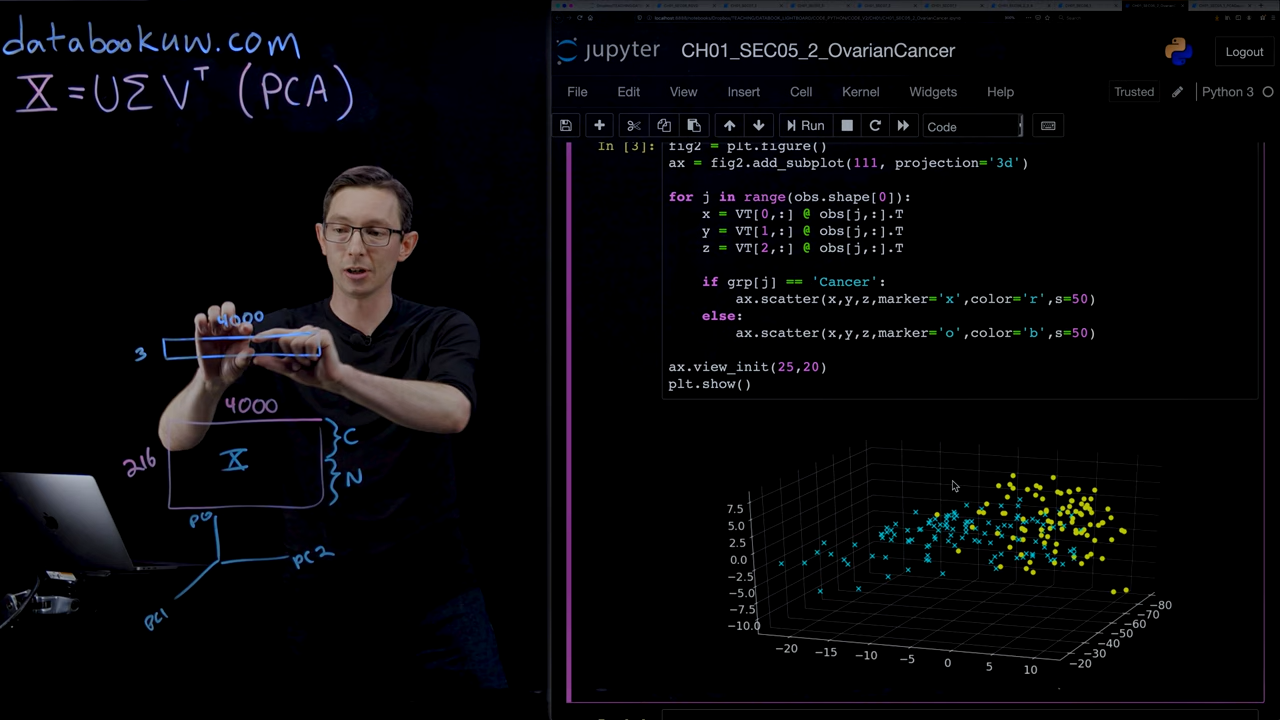 databookuw.com
X = UΣV^T (PCA)
4000
3
4000
216
X
C
N
PC2
PC1
jupyter
CH01_SEC05_2_OvarianCancer
Logout
File Edit View Insert Cell Kernel Widgets Help
Trusted
Python 3
Run
Code
In [3]:
fig2 = plt.figure()
ax = fig2.add_subplot(111, projection='3d')
for j in range(obs.shape[0]):
x = VT[0,:] @ obs[j,:].T
y = VT[1,:] @ obs[j,:].T
z = VT[2,:] @ obs[j,:].T
if grp[j] == 'Cancer':
ax.scatter(x,y,z,marker='x',color='r',s=50)
else:
ax.scatter(x,y,z,marker='o',color='b',s=50)
ax.view_init(25,20)
plt.show()
7.5
5.0
2.5
0.0
−2.5
−5.0
−7.5
−10.0
−20 −15 −10 −5 0 5 10
−80
−70
−60
−50
−40
−30
−20